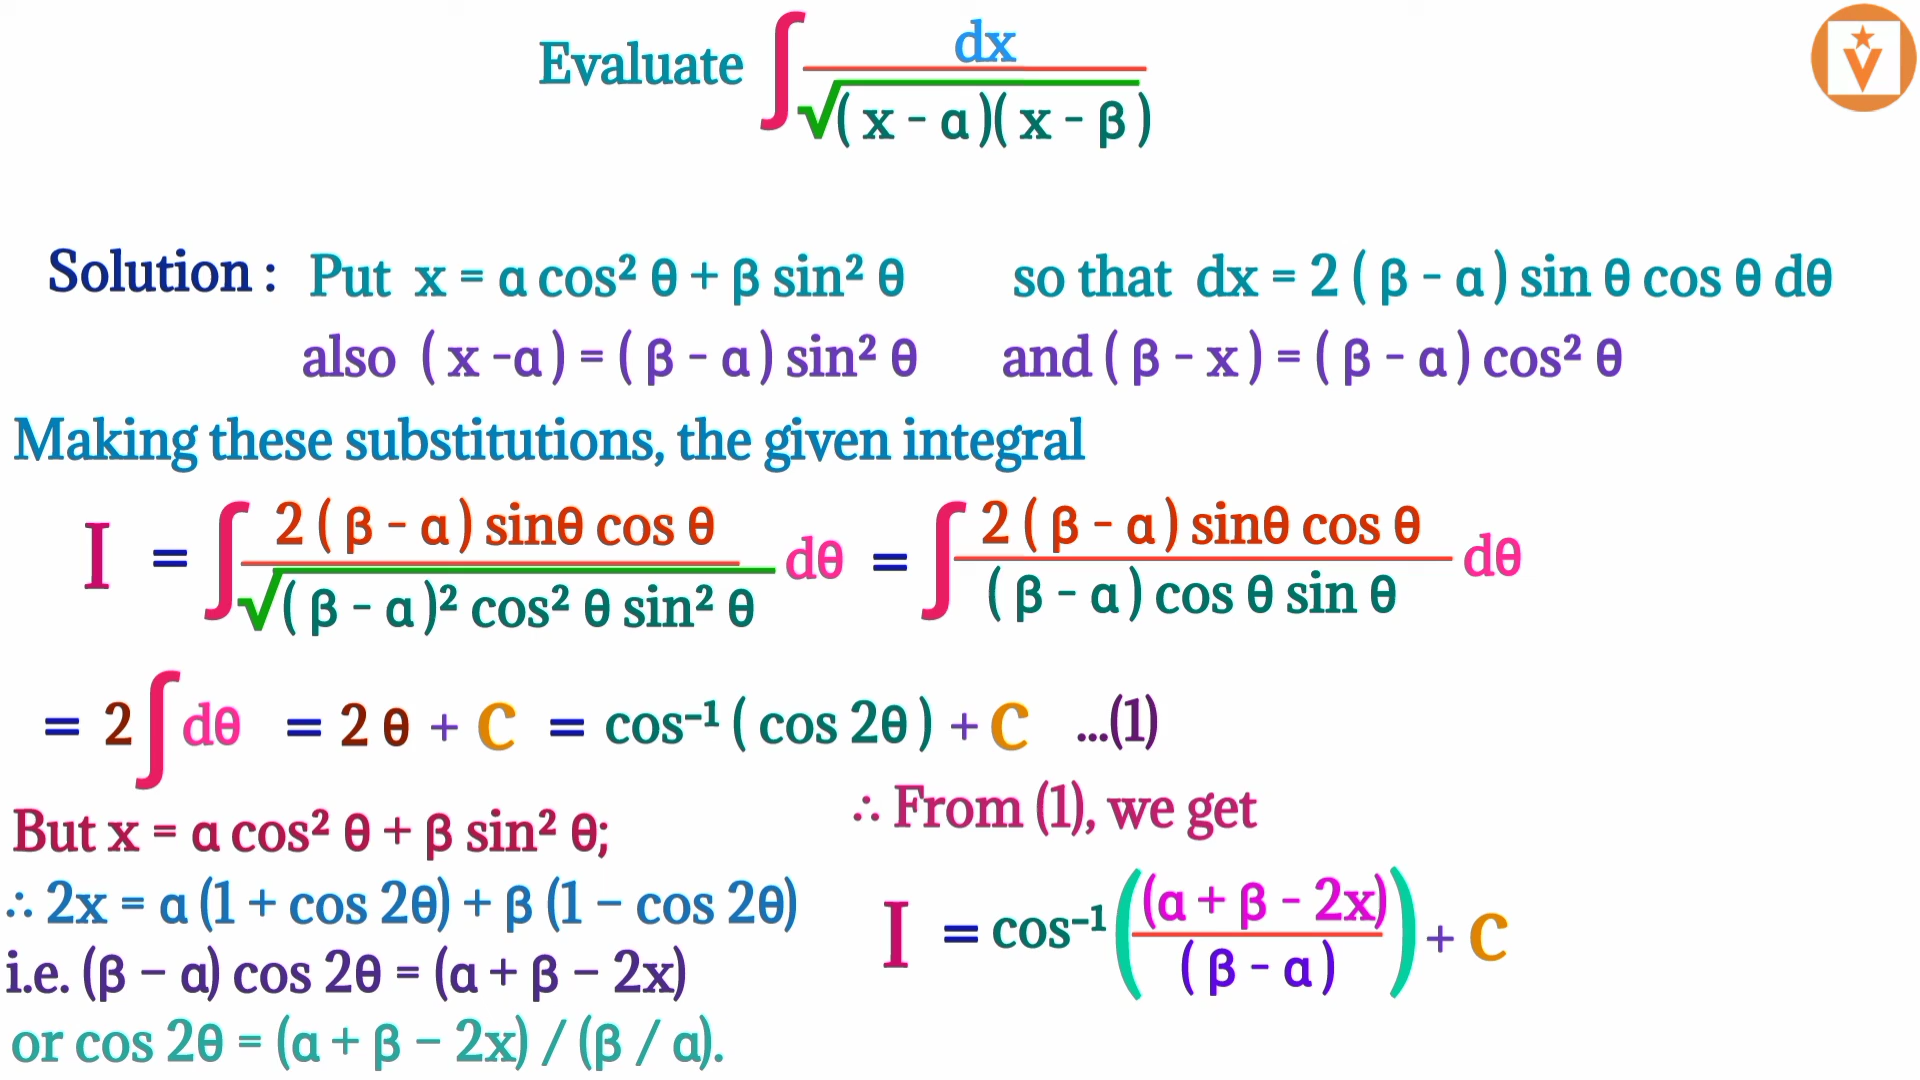 Evaluate ∫ dx / √( x - α )( x - β )
Solution : Put x = α cos² θ + β sin² θ so that dx = 2 ( β - α ) sin θ cos θ dθ
also ( x -α ) = ( β - α ) sin² θ and ( β - x ) = ( β - α ) cos² θ
Making these substitutions, the given integral
I = ∫ 2 ( β - α ) sinθ cos θ / √( β - α )² cos² θ sin² θ dθ = ∫ 2 ( β - α ) sinθ cos θ / ( β - α ) cos θ sin θ dθ
= 2 ∫ dθ = 2 θ + C = cos⁻¹ ( cos 2θ ) + C ...(1)
But x = α cos² θ + β sin² θ;
∴ 2x = α (1 + cos 2θ) + β (1 − cos 2θ)
i.e. (β − α) cos 2θ = (α + β − 2x)
or cos 2θ = (α + β − 2x) / (β / α).
∴ From (1), we get
I = cos⁻¹ ( (α + β - 2x) / ( β - α ) ) + C